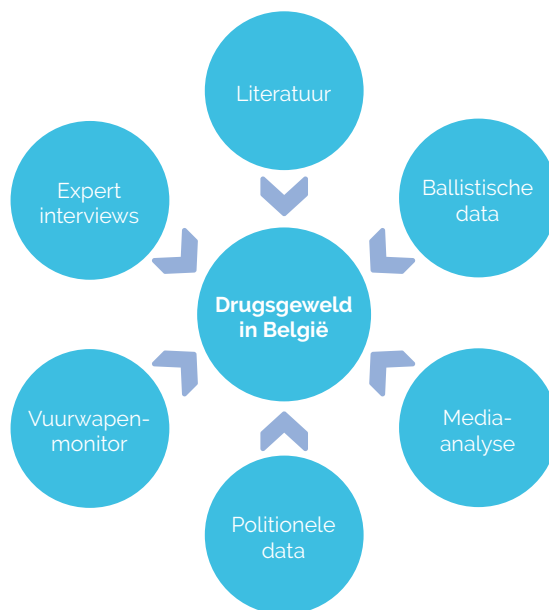 Literatuur
Ballistische
data
Media-
analyse
Politionele
data
Vuurwapen-
monitor
Expert
interviews
Drugsgeweld
in België